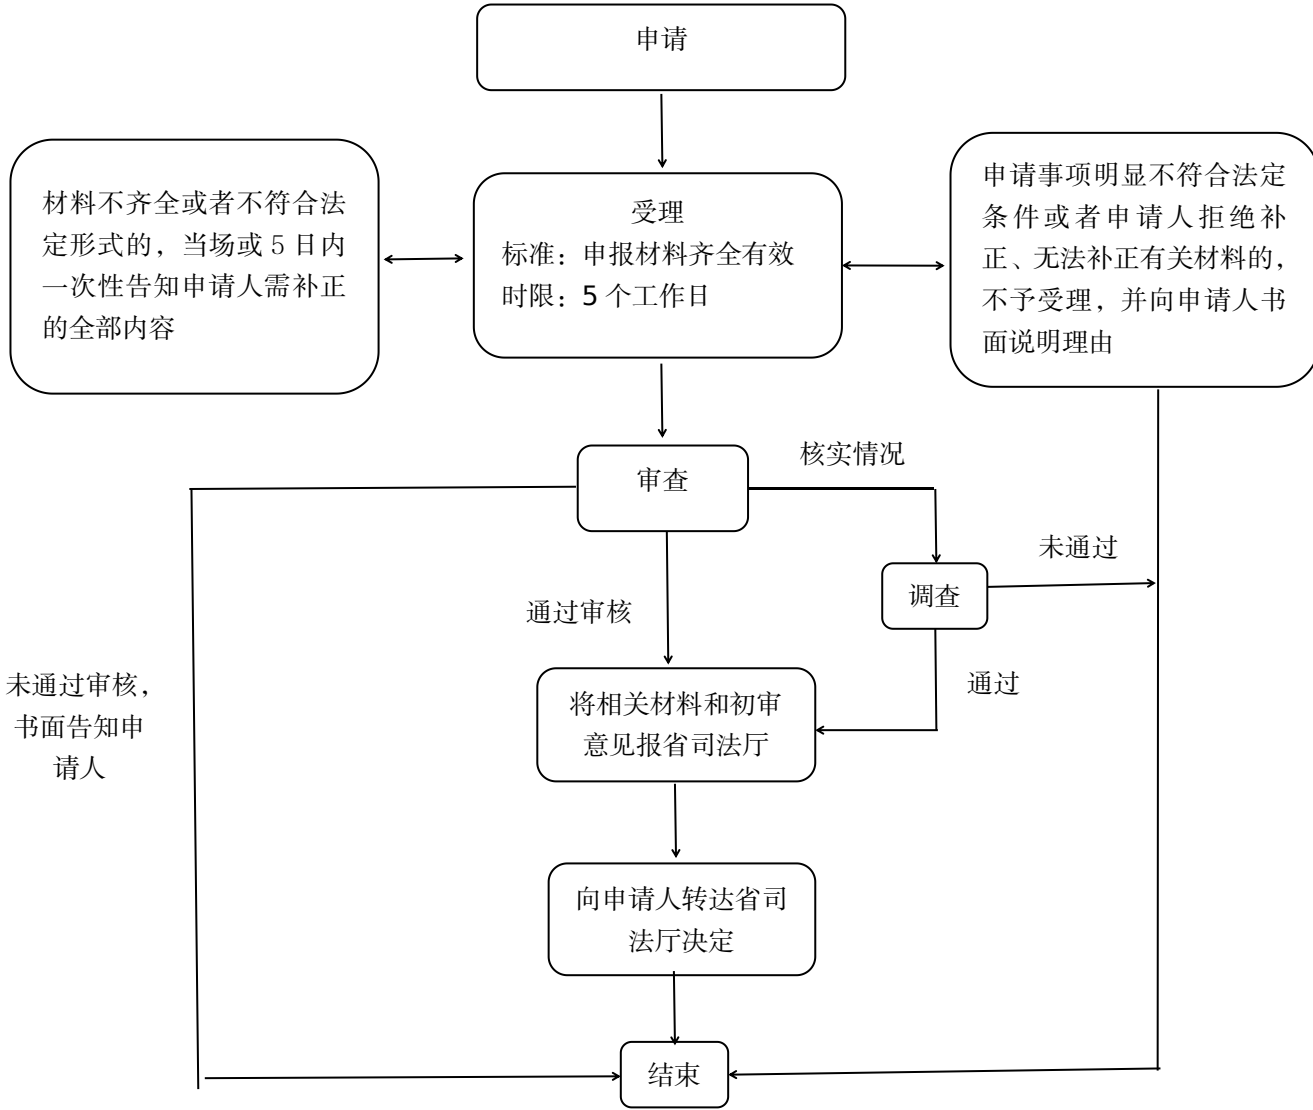 申请
材料不齐全或者不符合法
定形式的，当场或 5 日内
一次性告知申请人需补正
的全部内容
受理
标准：申报材料齐全有效
时限：5 个工作日
申请事项明显不符合法定
条件或者申请人拒绝补
正、无法补正有关材料的，
不予受理，并向申请人书
面说明理由
审查
核实情况
未通过
调查
通过审核
通过
未通过审核，
书面告知申
请人
将相关材料和初审
意见报省司法厅
向申请人转达省司
法厅决定
结束